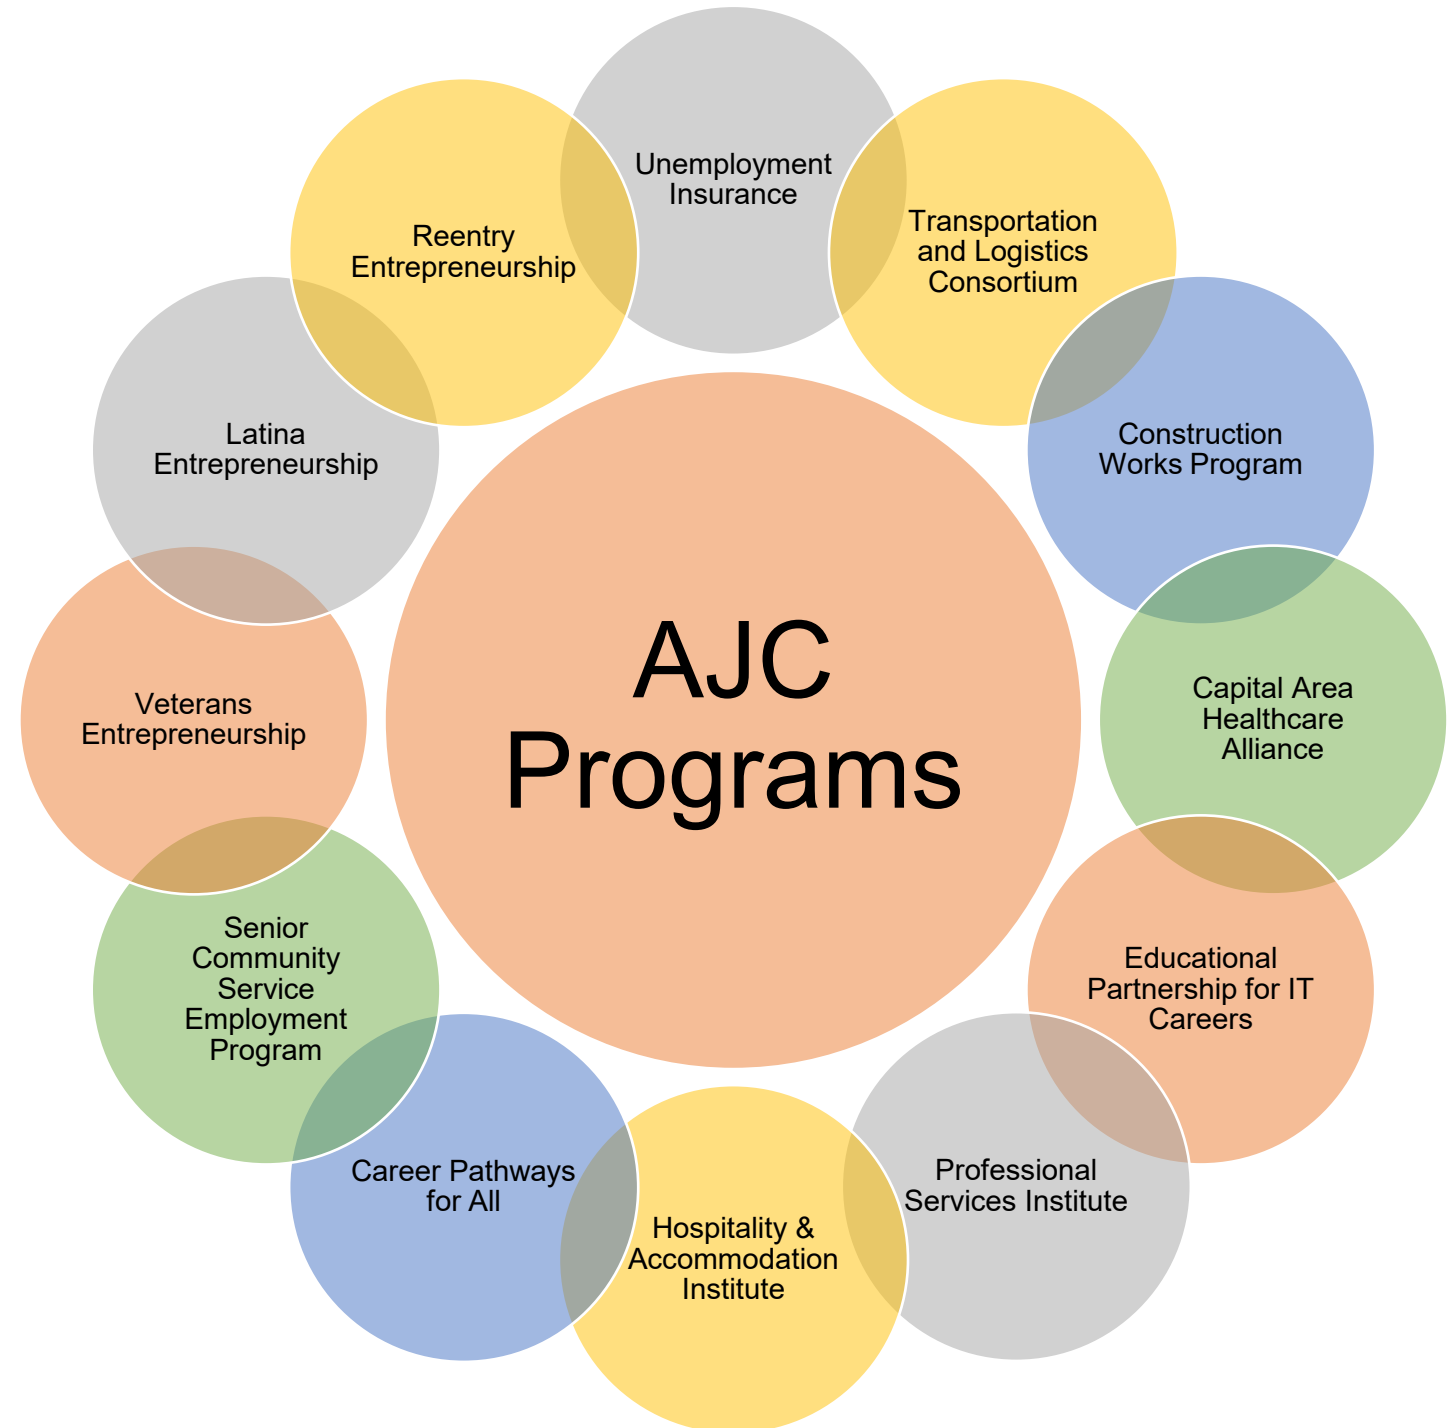 Unemployment
Insurance
Transportation
and Logistics
Consortium
Construction
Works Program
Capital Area
Healthcare
Alliance
Educational
Partnership for IT
Careers
Professional
Services Institute
Hospitality &
Accommodation
Institute
Career Pathways
for All
Senior
Community
Service
Employment
Program
Veterans
Entrepreneurship
Latina
Entrepreneurship
Reentry
Entrepreneurship
AJC
Programs